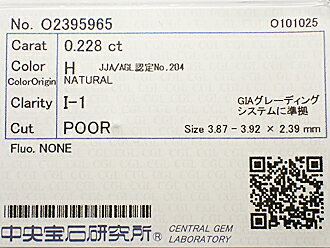 No. O2395965 O101025
Carat 0.228 ct
Color H JJA/AGL認定No.204
ColorOrigin NATURAL
Clarity I-1 GIAグレーディング
システムに準拠
Cut POOR Size 3.87 - 3.92 × 2.39 mm
Fluo. NONE
中央宝石研究所® CENTRAL GEM
LABORATORY